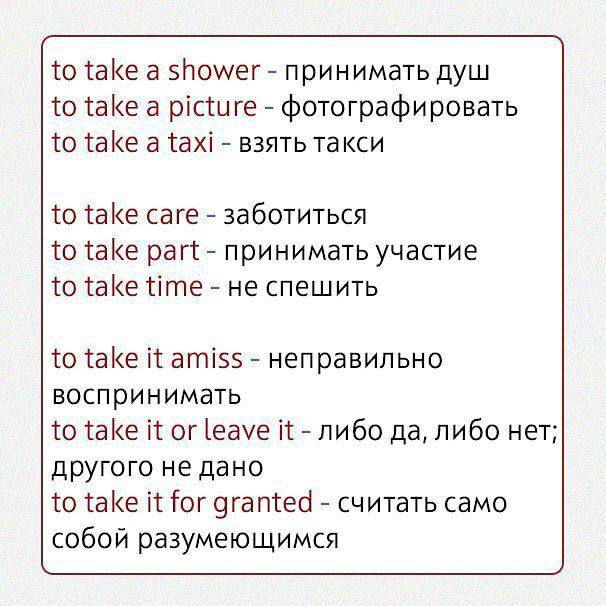 to take a shower - принимать душ
to take a picture - фотографировать
to take a taxi - взять такси
to take care - заботиться
to take part - принимать участие
to take time - не спешить
to take it amiss - неправильно
воспринимать
to take it or leave it - либо да, либо нет;
другого не дано
to take it for granted - считать само
собой разумеющимся